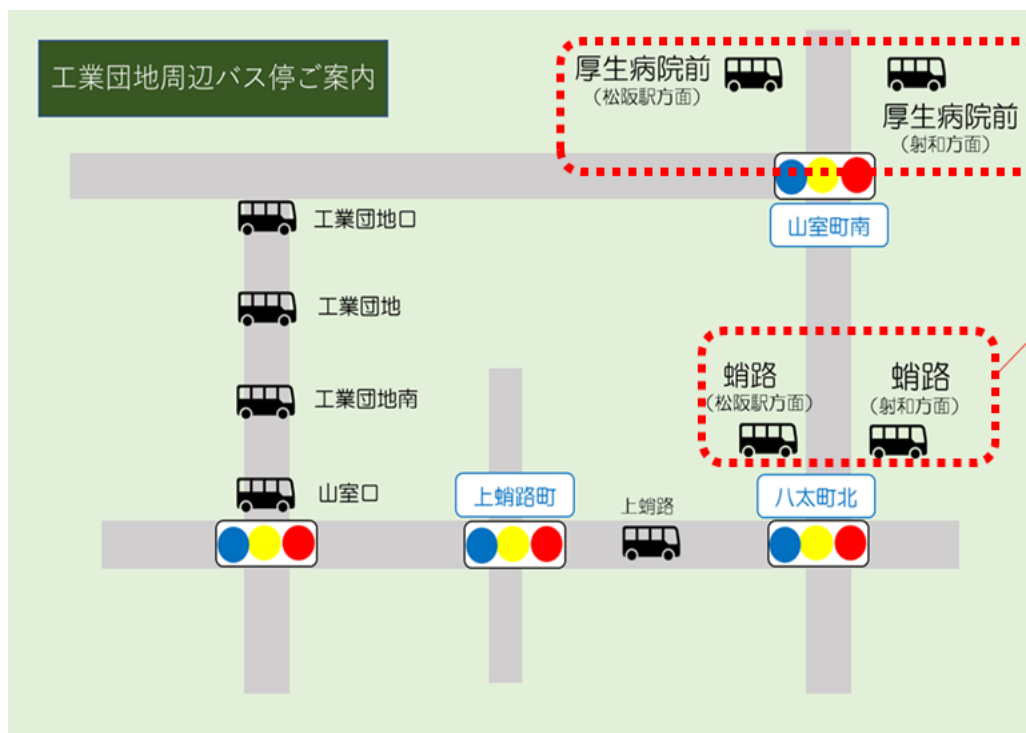 工業団地周辺バス停ご案内
厚生病院前
（松阪駅方面）
厚生病院前
（射和方面）
山室町南
工業団地口
工業団地
工業団地南
山室口
蛸路
（松阪駅方面）
蛸路
（射和方面）
上蛸路町
上蛸路
八太町北